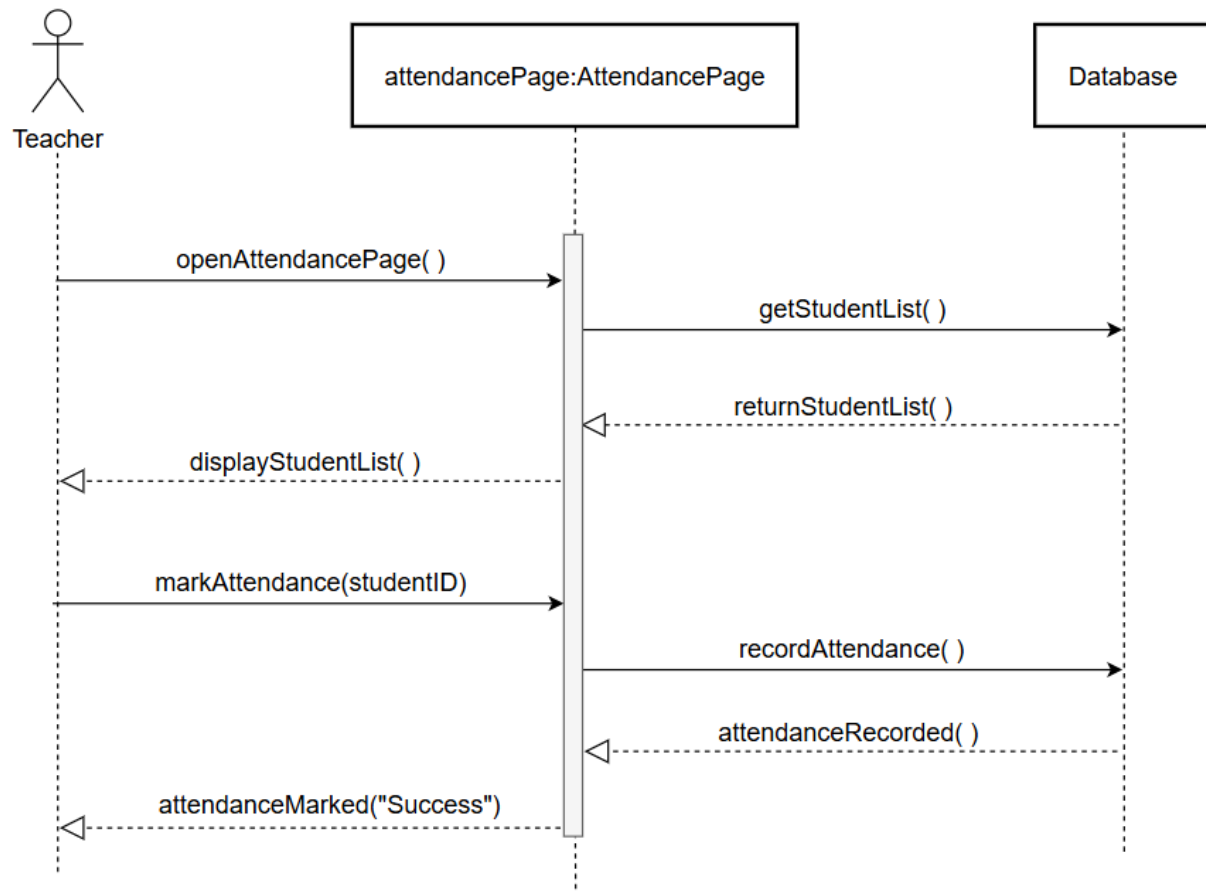 attendancePage:AttendancePage
Database
Teacher
openAttendancePage( )
getStudentList( )
returnStudentList( )
displayStudentList( )
markAttendance(studentID)
recordAttendance( )
attendanceRecorded( )
attendanceMarked("Success")